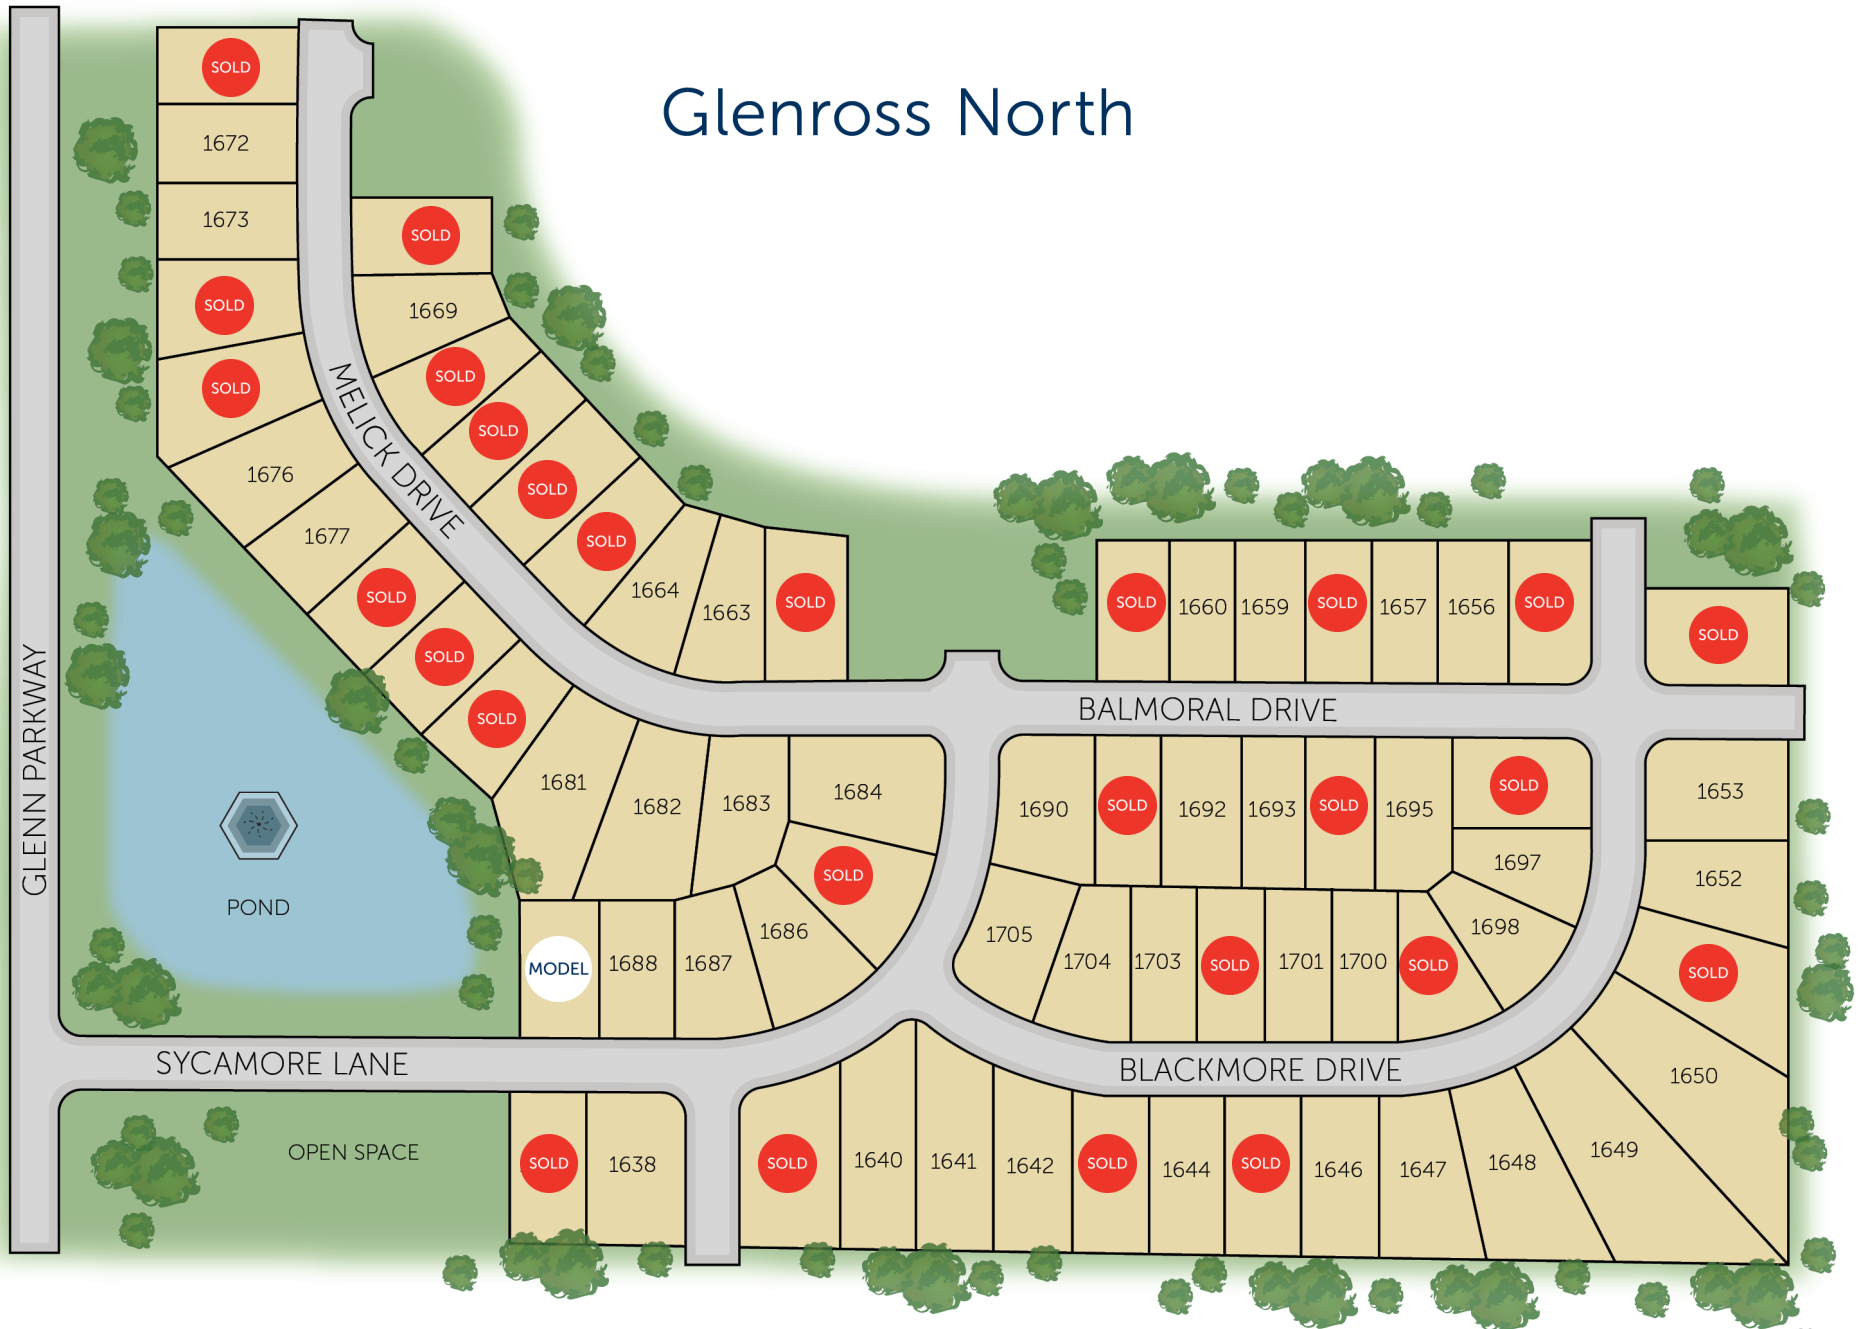 Glenross North
SOLD
1672
1673
SOLD
SOLD
1676
1677
SOLD
SOLD
SOLD
1681
1682
1683
1684
SOLD
1686
1687
1688
MODEL
SOLD
1669
SOLD
SOLD
SOLD
SOLD
1664
1663
SOLD
MELICK DRIVE
GLENN PARKWAY
POND
SYCAMORE LANE
OPEN SPACE
SOLD
1660
1659
SOLD
1657
1656
SOLD
SOLD
BALMORAL DRIVE
1690
SOLD
1692
1693
SOLD
1695
SOLD
1697
1698
1705
1704
1703
SOLD
1701
1700
SOLD
1653
1652
SOLD
1650
BLACKMORE DRIVE
SOLD
1638
SOLD
1640
1641
1642
SOLD
1644
SOLD
1646
1647
1648
1649